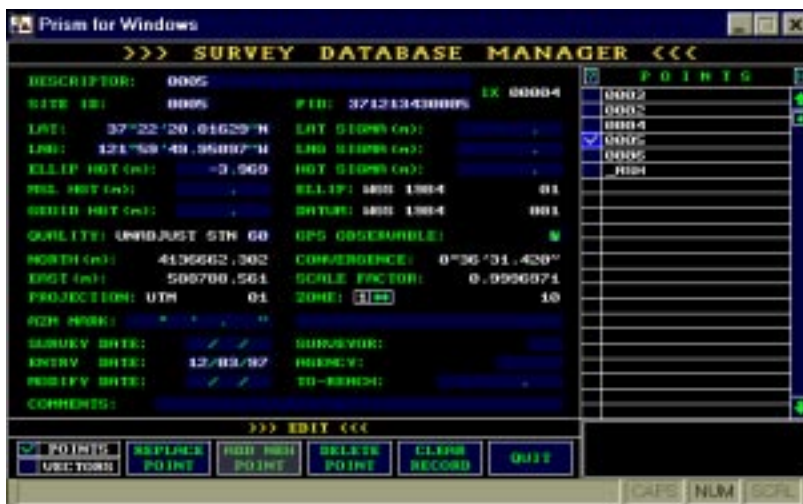 Prism for Windows
>>> SURVEY DATABASE MANAGER <<<
DESCRIPTOR: 0005
IX 00004
SITE ID: 0005 PID: 371213430005
LAT: 37°22'20.01629"N LAT SIGMA(m): .
LNG: 121°59'49.95897"W LNG SIGMA(m): .
ELLIP HGT(m): -3.969 HGT SIGMA(m): .
MSL HGT(m): . ELLIP: WGS 1984 01
GEOID HGT(m): . DATUM: WGS 1984 001
QUALITY: UNADJUST STN 60 GPS OBSERVABLE:
NORTH(m): 4136662.302 CONVERGENCE: 0°36'31.420"
EAST(m): 588780.561 SCALE FACTOR: 0.9996971
PROJECTION: UTM 01 ZONE: 10
AZM MARK: ° ' . "
SURVEY DATE: / / SURVEYOR:
ENTRY DATE: 12/03/97 AGENCY:
MODIFY DATE: / / TO-REACH: .
COMMENTS:
POINTS
0003
0002
0004
0005
0006
>>> EDIT <<<
POINTS
VECTORS
REPLACE POINT
ADD NEW POINT
DELETE POINT
CLEAR RECORD
QUIT
CAPS NUM SCRL